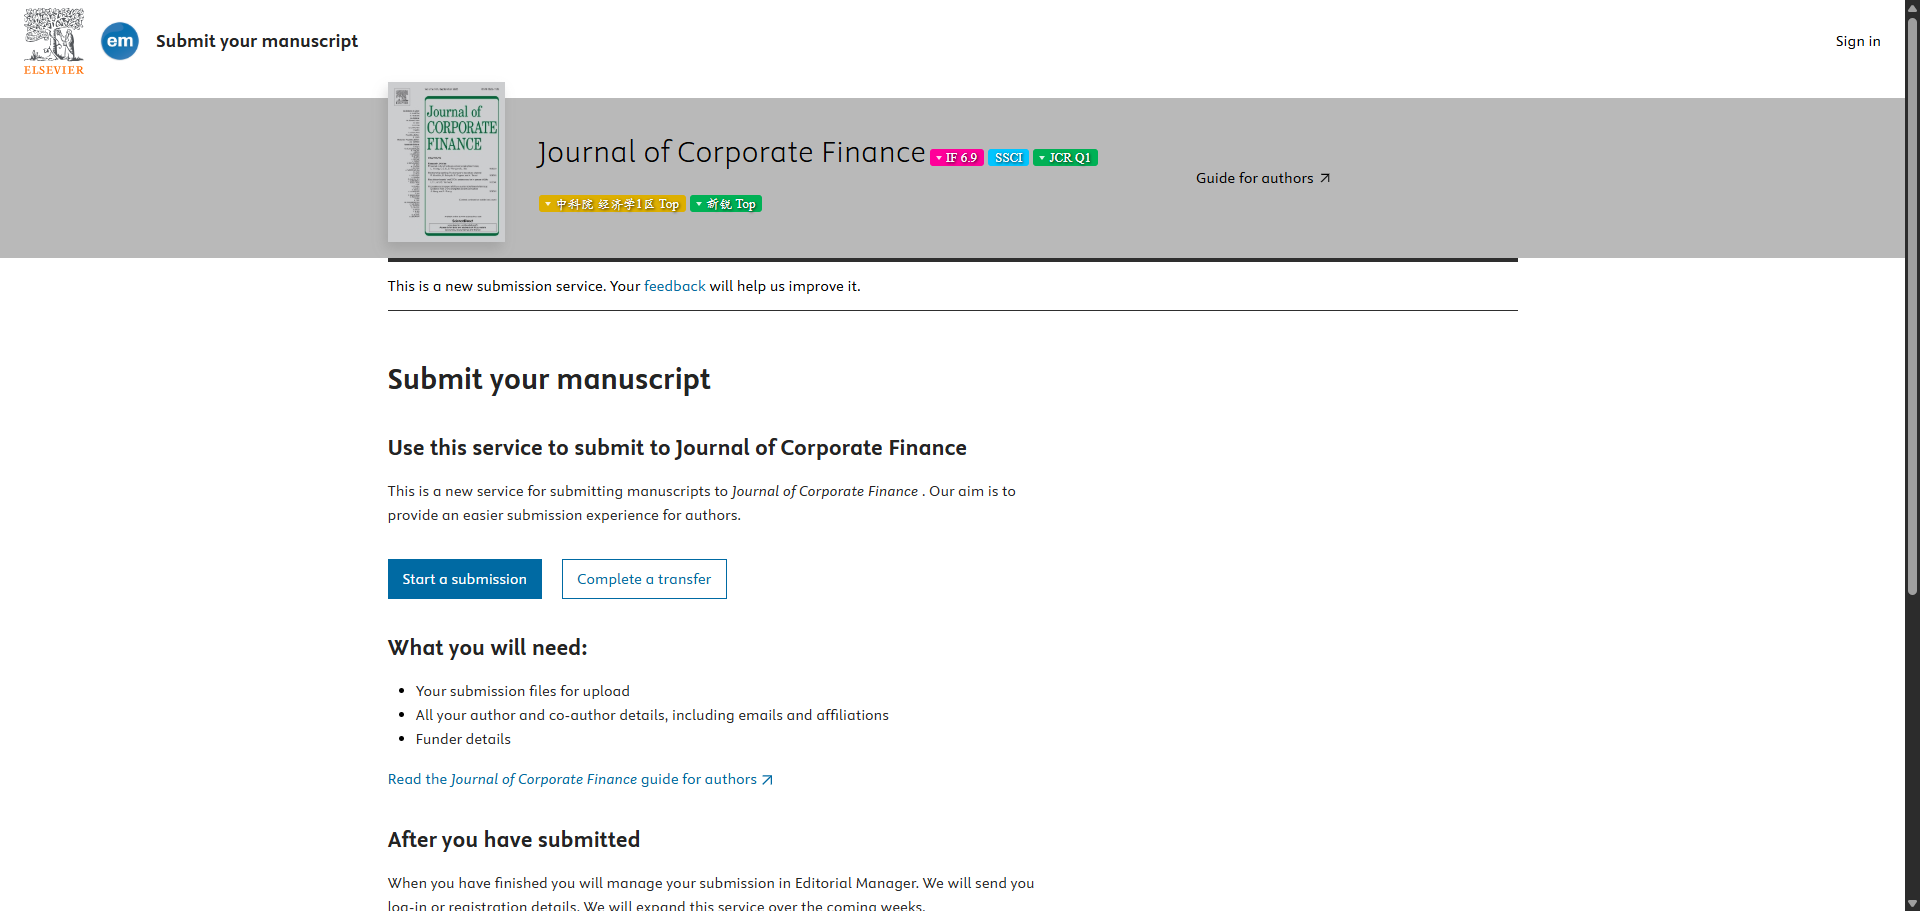 ELSEVIER
em
Submit your manuscript
Sign in
Journal of
CORPORATE
FINANCE
Journal of Corporate Finance
IF 6.9
SSCI
JCR Q1
中科院 经济学1区 Top
新锐 Top
Guide for authors
This is a new submission service. Your feedback will help us improve it.
Submit your manuscript
Use this service to submit to Journal of Corporate Finance
This is a new service for submitting manuscripts to Journal of Corporate Finance . Our aim is to
provide an easier submission experience for authors.
Start a submission
Complete a transfer
What you will need:
Your submission files for upload
All your author and co-author details, including emails and affiliations
Funder details
Read the Journal of Corporate Finance guide for authors
After you have submitted
When you have finished you will manage your submission in Editorial Manager. We will send you
log-in or registration details. We will expand this service over the coming weeks.